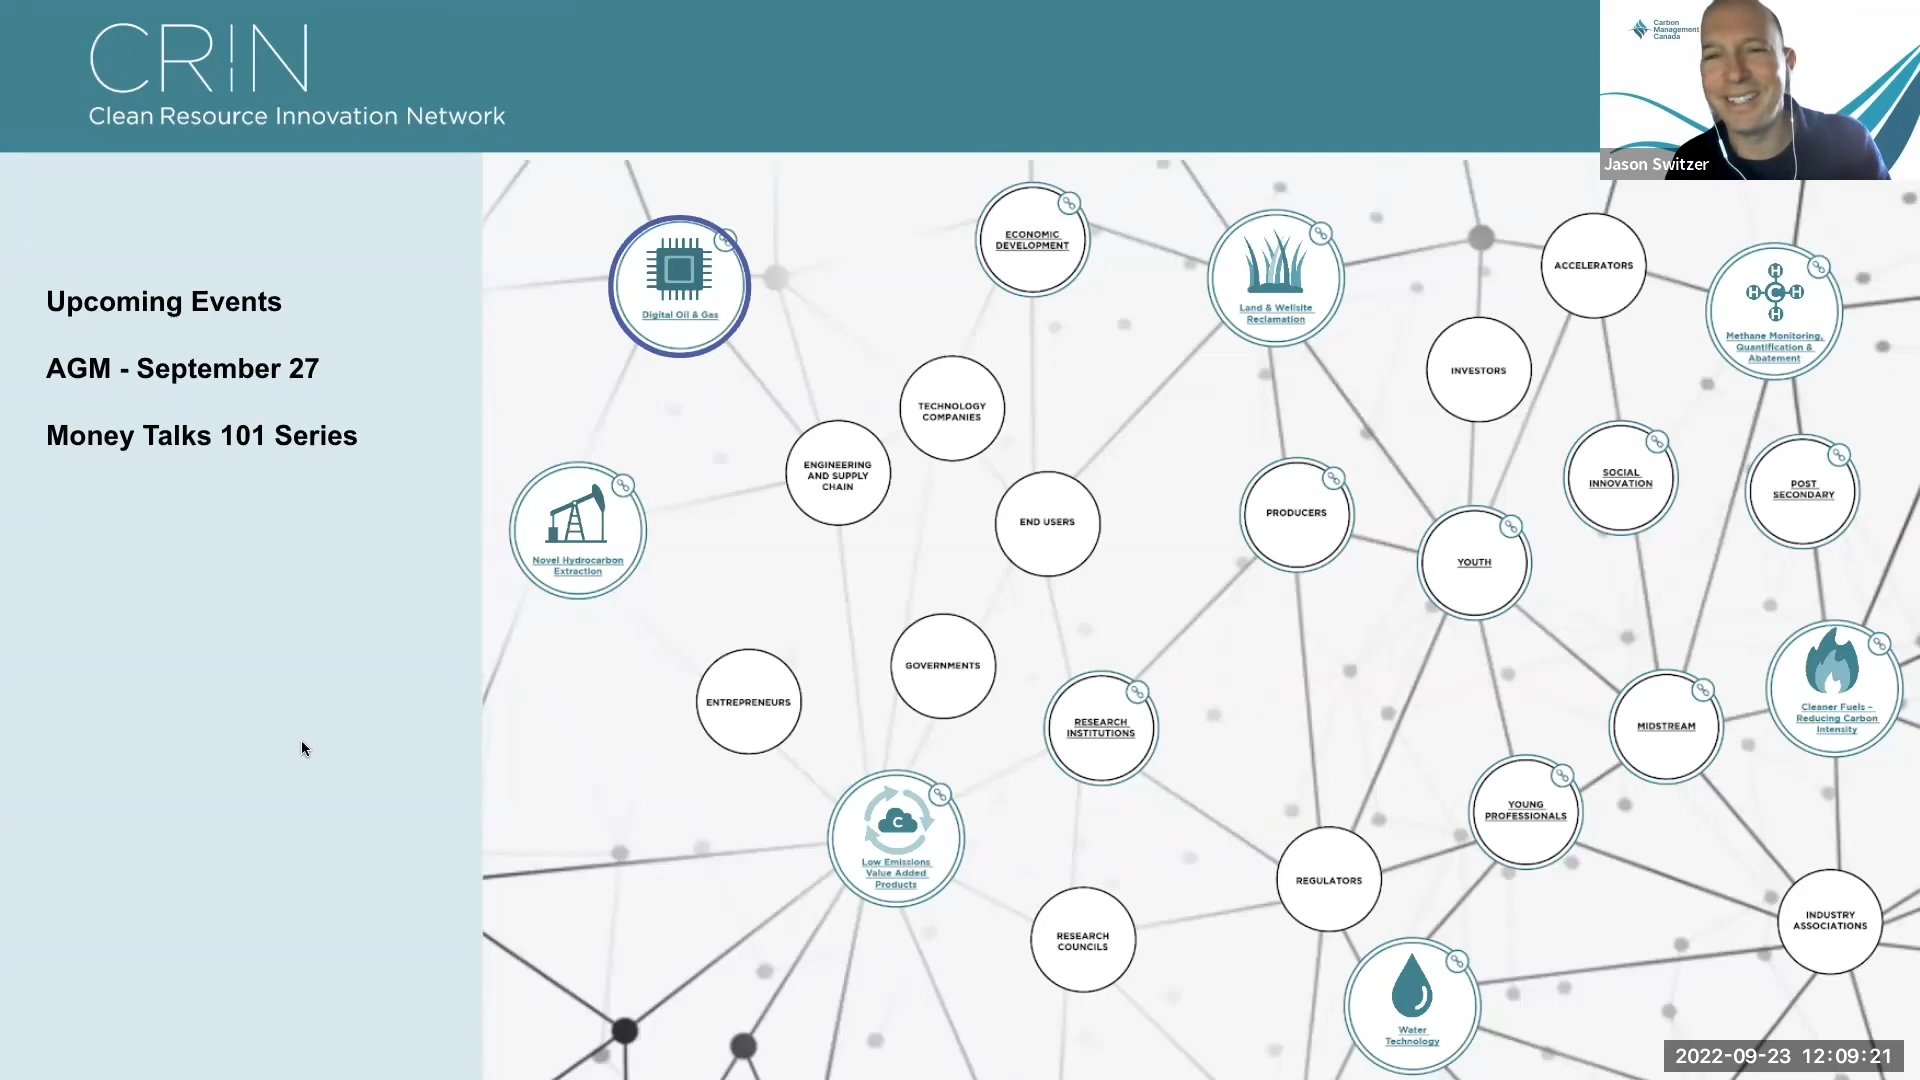 CRIN
Clean Resource Innovation Network
Carbon
Management
Canada
Jason Switzer
Upcoming Events
AGM - September 27
Money Talks 101 Series
Digital Oil & Gas
ECONOMIC
DEVELOPMENT
Land & Wellsite
Reclamation
ACCELERATORS
H
H C H
H
Methane Monitoring,
Quantification &
Abatement
INVESTORS
TECHNOLOGY
COMPANIES
ENGINEERING
AND SUPPLY
CHAIN
SOCIAL
INNOVATION
POST
SECONDARY
END USERS
PRODUCERS
YOUTH
Novel Hydrocarbon
Extraction
GOVERNMENTS
ENTREPRENEURS
RESEARCH
INSTITUTIONS
MIDSTREAM
Cleaner Fuels –
Reducing Carbon
Intensity
YOUNG
PROFESSIONALS
C
Low Emissions
Value Added
Products
REGULATORS
RESEARCH
COUNCILS
INDUSTRY
ASSOCIATIONS
Water
Technology
2022-09-23 12:09:21